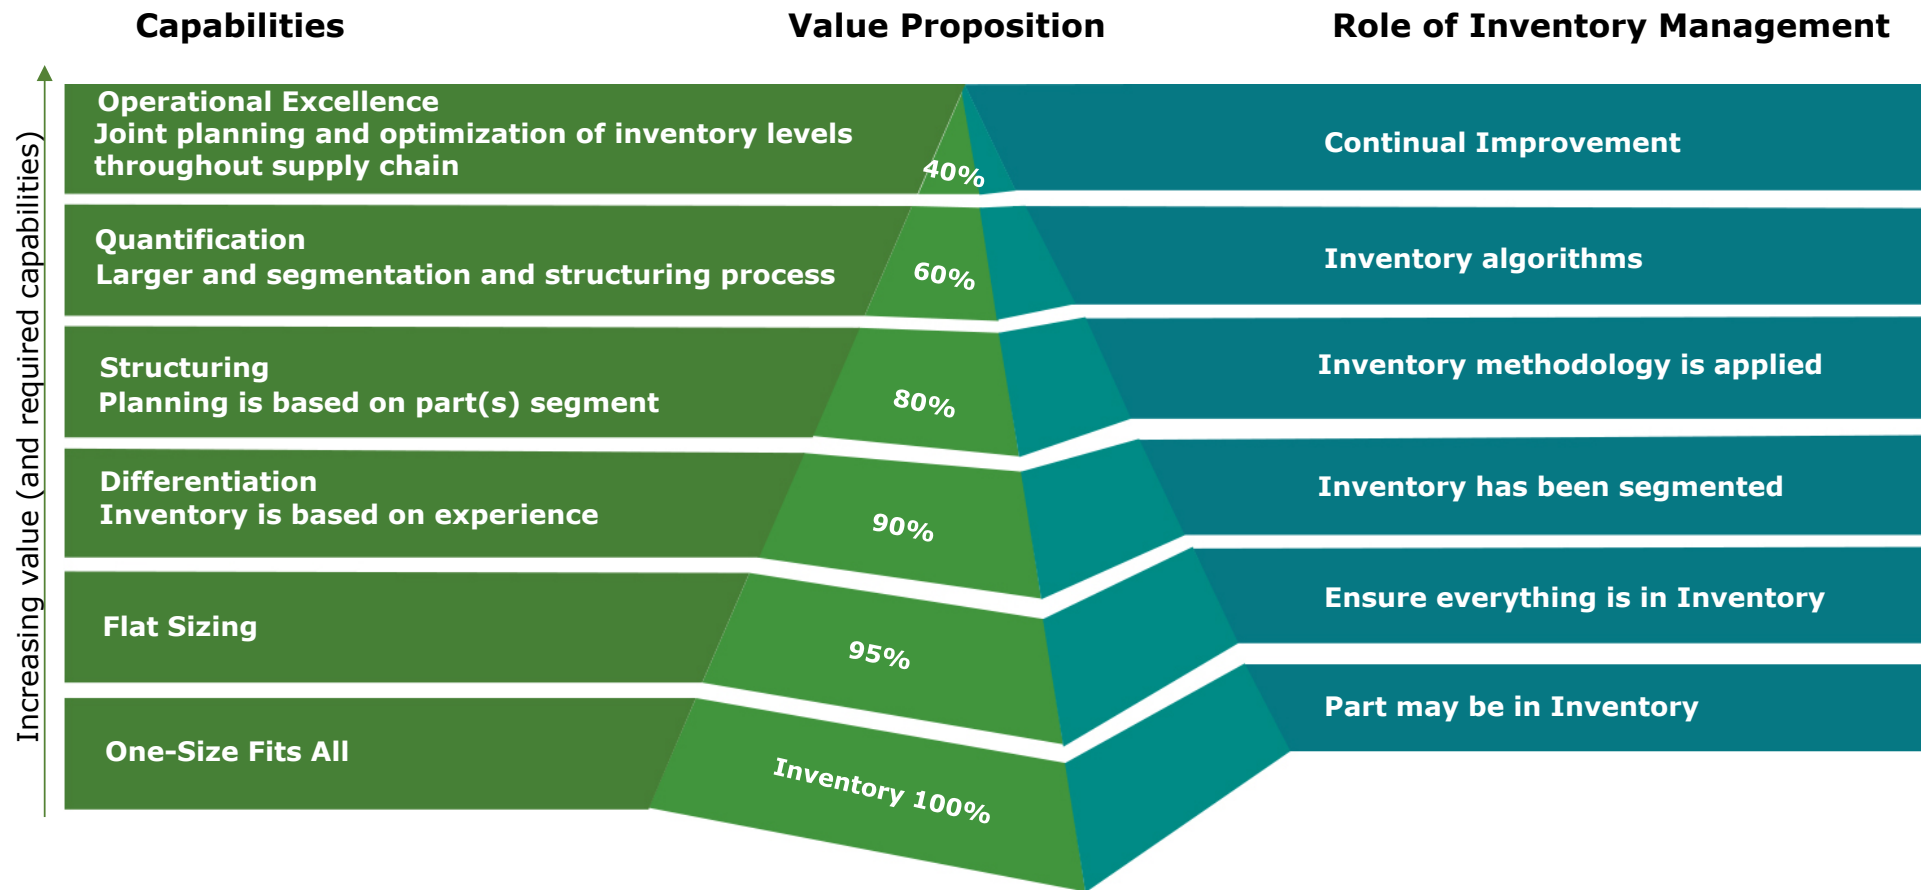 Capabilities
Value Proposition
Role of Inventory Management
Increasing value (and required capabilities)
Operational Excellence
Joint planning and optimization of inventory levels
throughout supply chain
40%
Continual Improvement
Quantification
Larger and segmentation and structuring process
60%
Inventory algorithms
Structuring
Planning is based on part(s) segment
80%
Inventory methodology is applied
Differentiation
Inventory is based on experience
90%
Inventory has been segmented
Flat Sizing
95%
Ensure everything is in Inventory
One-Size Fits All
Inventory 100%
Part may be in Inventory